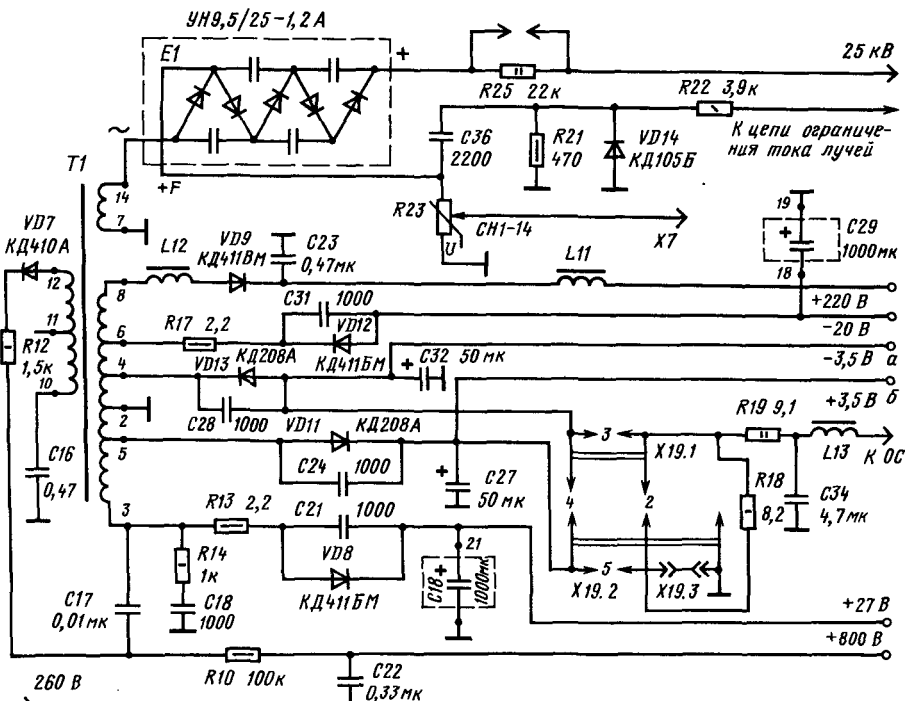 УН9,5/25-1,2А
E1
+
25 кВ
R25 22к
R22 3,9к
К цепи ограниче-
ния тока лучей
~
C36
2200
R21
470
VD14
КД105Б
T1
+F
14
7
R23
СН1-14
U
X7
19
+
C29
1000мк
18
VD7
КД410А
12
L12
VD9
КД411ВМ
C23
0,47мк
L11
8
+220 В
C31 1000
VD12
КД411БМ
-20 В
11
6
R17 2,2
R12
1,5к
10
4
VD13
КД208А
+
C32
50 мк
-3,5 В
а
+3,5 В
б
C28
1000
2
5
VD11
КД208А
C24
1000
+
C27
50 мк
3
X19.1
R19 9,1
L13
К ОС
C16
0,47
4
2
R18
8,2
C34
4,7мк
3
R13 2,2
C21
1000
R14
1к
VD8
КД411БМ
21
C18
+
1000мк
5
X19.2
X19.3
C17
0,01мк
C18
1000
+27В
+800 В
R10 100к
C22
0,33мк
260 В